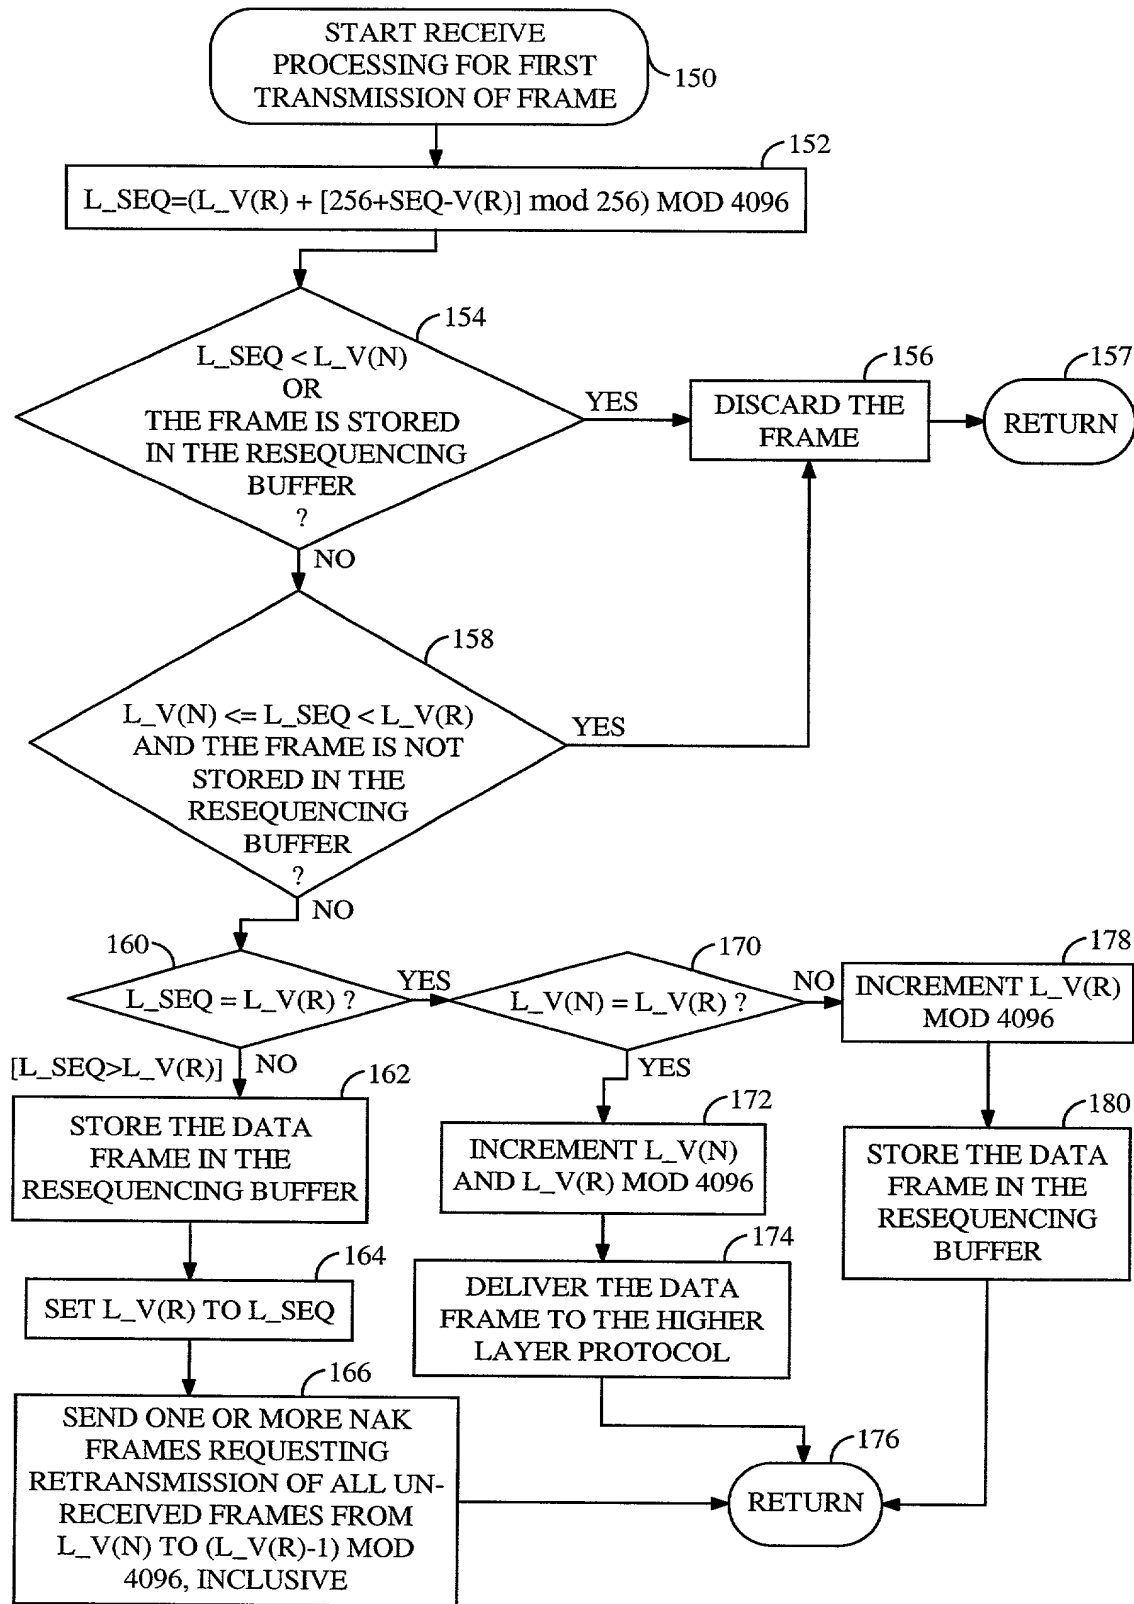 START RECEIVE
PROCESSING FOR FIRST
TRANSMISSION OF FRAME
150
152
L_SEQ=(L_V(R) + [256+SEQ-V(R)] mod 256) MOD 4096
154
L_SEQ < L_V(N)
OR
THE FRAME IS STORED
IN THE RESEQUENCING
BUFFER
?
YES
156
DISCARD THE
FRAME
157
RETURN
NO
158
L_V(N) <= L_SEQ < L_V(R)
AND THE FRAME IS NOT
STORED IN THE
RESEQUENCING
BUFFER
?
YES
NO
160
L_SEQ = L_V(R) ?
YES
170
L_V(N) = L_V(R) ?
NO
178
INCREMENT L_V(R)
MOD 4096
[L_SEQ>L_V(R)]
NO
162
STORE THE DATA
FRAME IN THE
RESEQUENCING BUFFER
YES
172
INCREMENT L_V(N)
AND L_V(R) MOD 4096
180
STORE THE DATA
FRAME IN THE
RESEQUENCING
BUFFER
164
SET L_V(R) TO L_SEQ
174
DELIVER THE DATA
FRAME TO THE HIGHER
LAYER PROTOCOL
166
SEND ONE OR MORE NAK
FRAMES REQUESTING
RETRANSMISSION OF ALL UN-
RECEIVED FRAMES FROM
L_V(N) TO (L_V(R)-1) MOD
4096, INCLUSIVE
176
RETURN